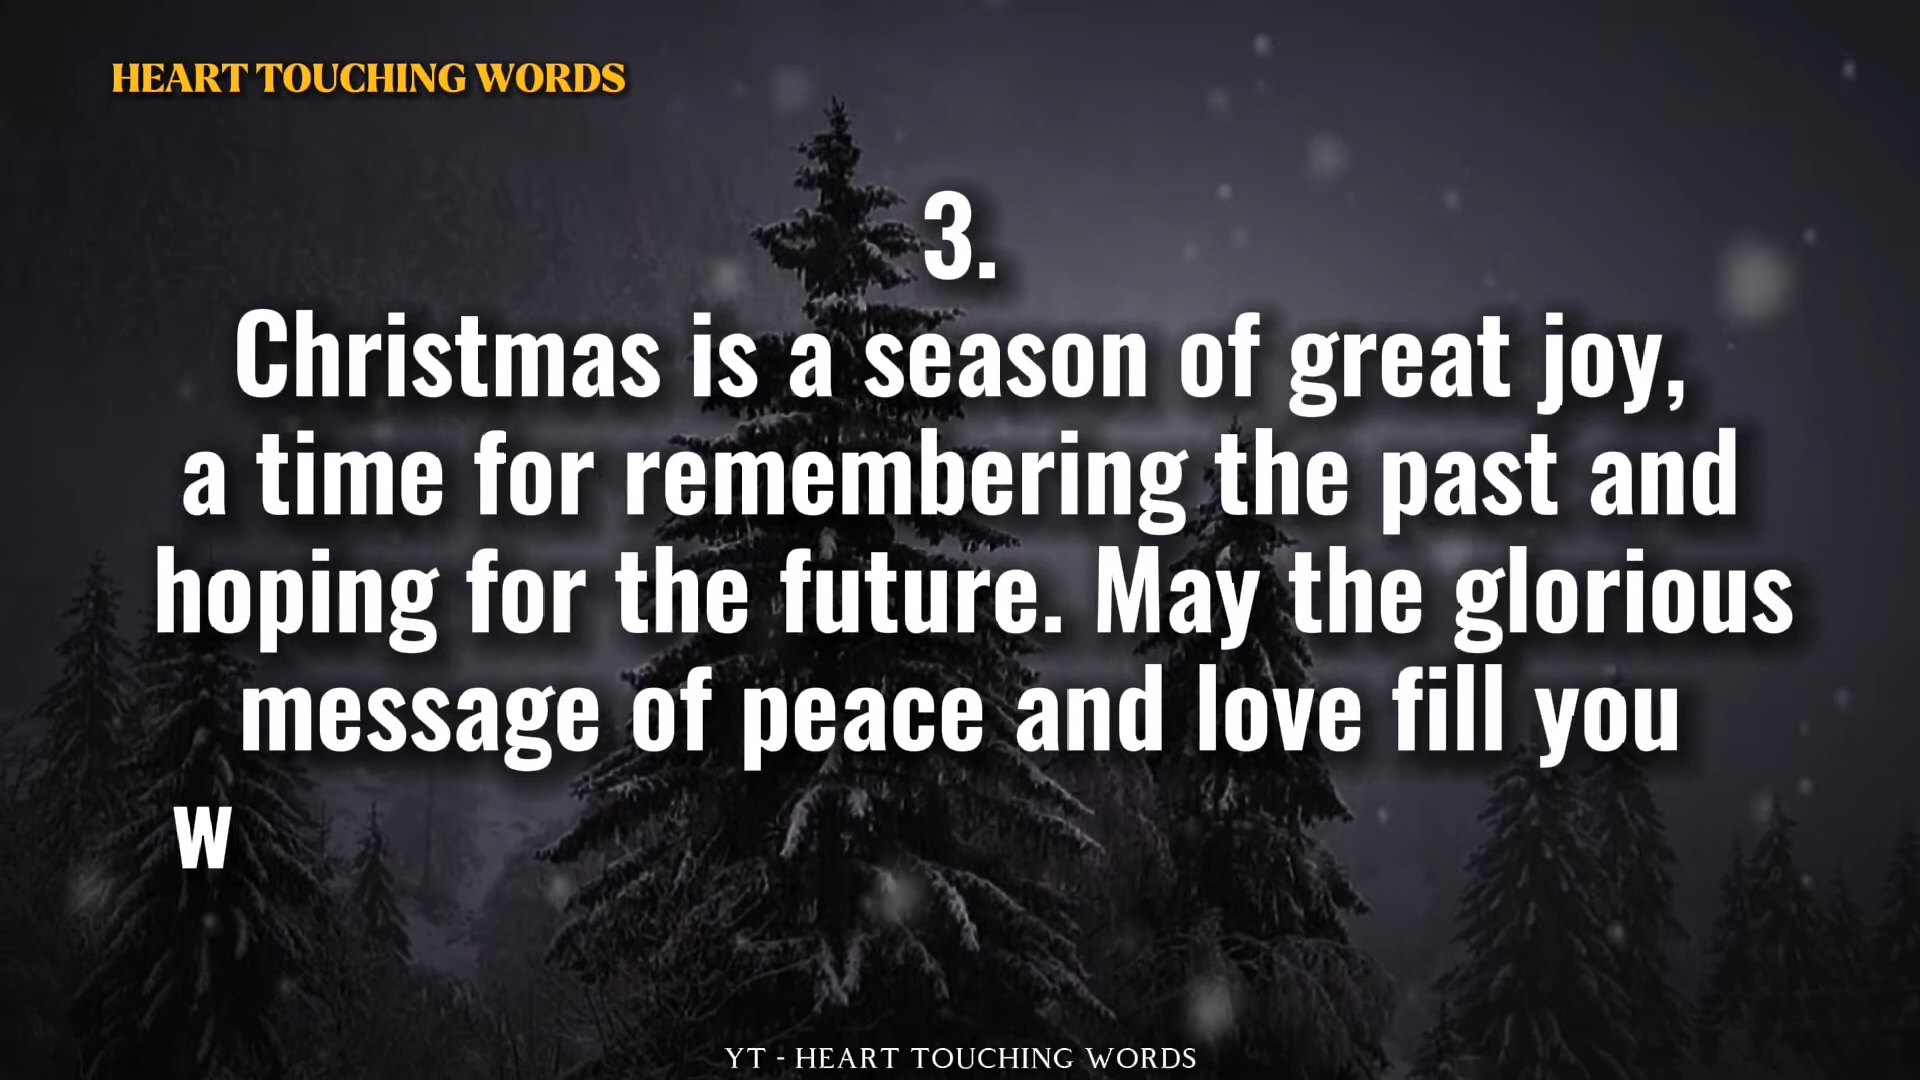 HEART TOUCHING WORDS
3.
Christmas is a season of great joy,
a time for remembering the past and
hoping for the future. May the glorious
message of peace and love fill you
w
YT - HEART TOUCHING WORDS